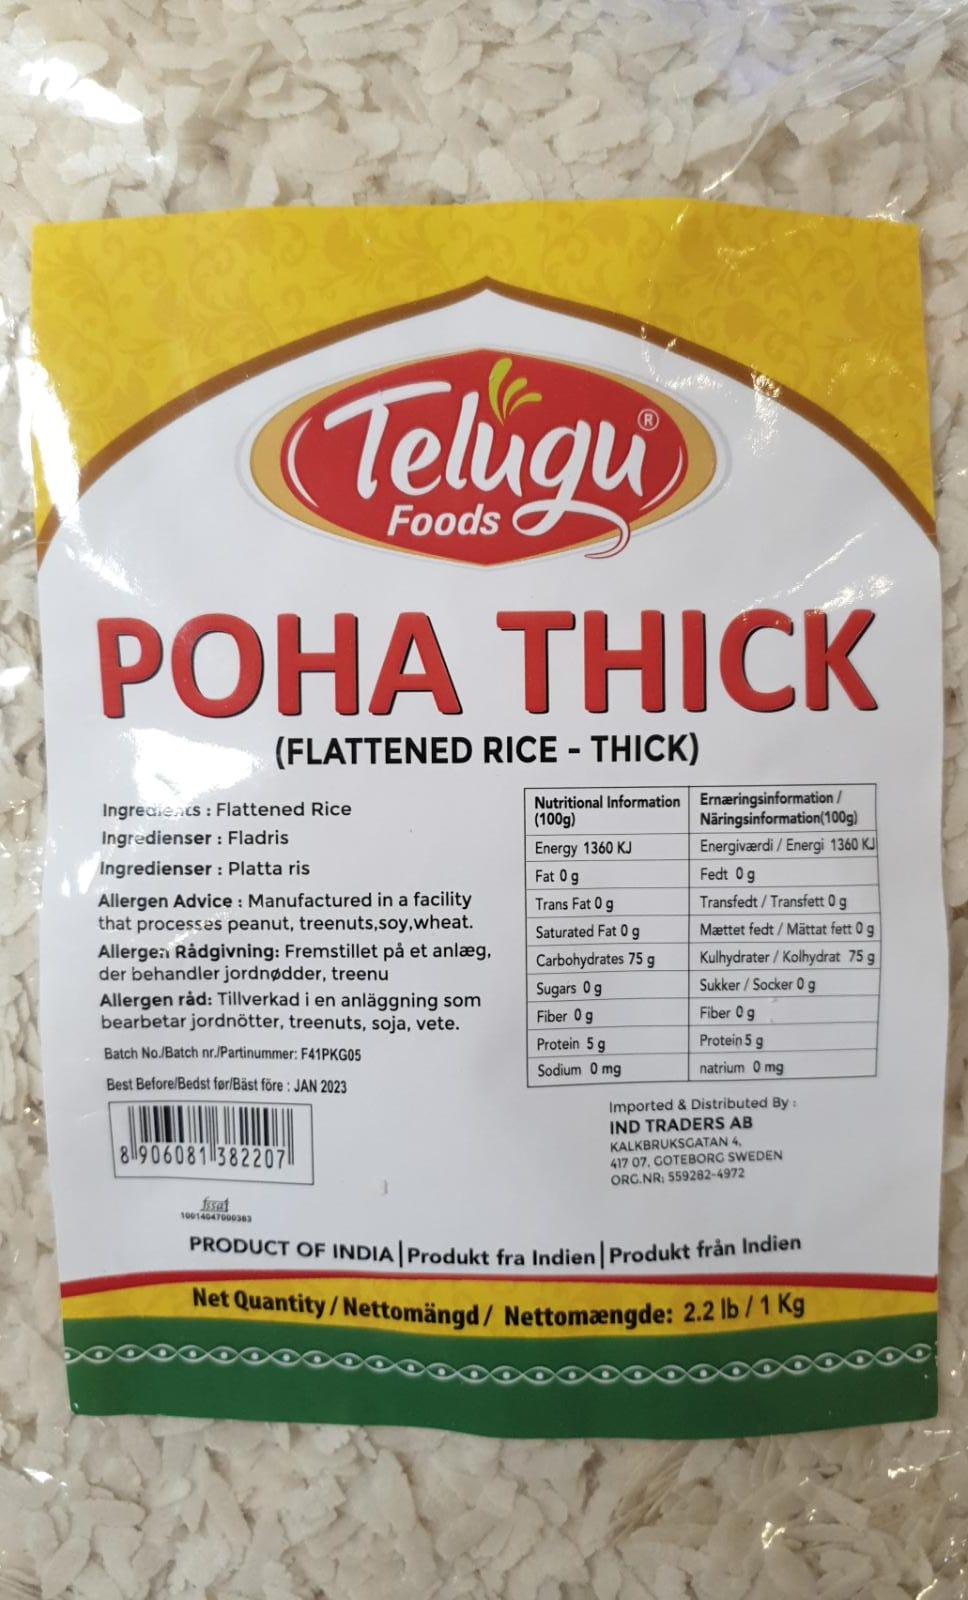 Telugu®
Foods
POHA THICK
(FLATTENED RICE - THICK)
Ingredients : Flattened Rice
Ingredienser : Fladris
Ingredienser : Platta ris
Allergen Advice : Manufactured in a facility
that processes peanut, treenuts,soy,wheat.
Allergen Rådgivning: Fremstillet på et anlæg,
der behandler jordnødder, treenu
Allergen råd: Tillverkad i en anläggning som
bearbetar jordnötter, treenuts, soja, vete.
Batch No./Batch nr./Partinummer: F41PKG05
Best Before/Bedst før/Bäst före : JAN 2023
8 906081 382207
fssai
10014047000383
Nutritional Information
(100g)
Ernæringsinformation /
Näringsinformation(100g)
Energy 1360 KJ
Energiværdi / Energi 1360 KJ
Fat 0 g
Fedt 0 g
Trans Fat 0 g
Transfedt / Transfett 0 g
Saturated Fat 0 g
Mættet fedt / Mättat fett 0 g
Carbohydrates 75 g
Kulhydrater / Kolhydrat 75 g
Sugars 0 g
Sukker / Socker 0 g
Fiber 0 g
Fiber 0 g
Protein 5 g
Protein 5 g
Sodium 0 mg
natrium 0 mg
Imported & Distributed By :
IND TRADERS AB
KALKBRUKSGATAN 4,
417 07, GOTEBORG SWEDEN
ORG.NR; 559282-4972
PRODUCT OF INDIA | Produkt fra Indien | Produkt från Indien
Net Quantity / Nettomängd / Nettomængde: 2.2 lb / 1 Kg